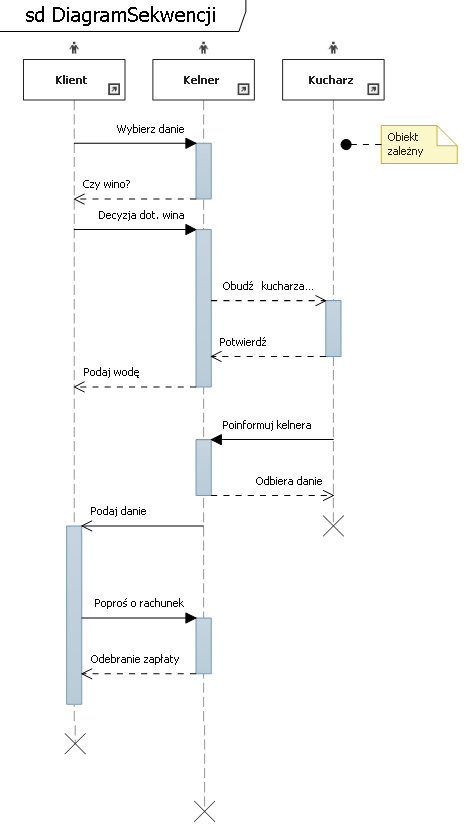 sd DiagramSekwencji
Klient
Kelner
Kucharz
Wybierz danie
Obiekt
zależny
Czy wino?
Decyzja dot. wina
Obudź kucharza...
Potwierdź
Podaj wodę
Poinformuj kelnera
Odbiera danie
Podaj danie
Poproś o rachunek
Odebranie zapłaty